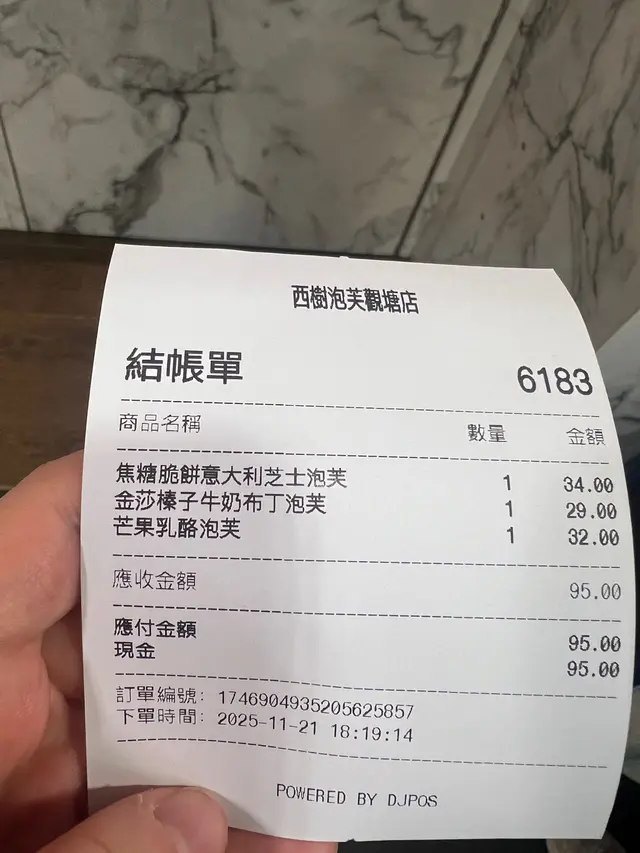 西樹泡芙觀塘店
結帳單 6183
商品名稱 數量 金額
焦糖脆餅意大利芝士泡芙 1 34.00
金莎榛子牛奶布丁泡芙 1 29.00
芒果乳酪泡芙 1 32.00
應收金額 95.00
應付金額 95.00
現金 95.00
訂單編號: 1746904935205625857
下單時間: 2025-11-21 18:19:14
POWERED BY DJPOS